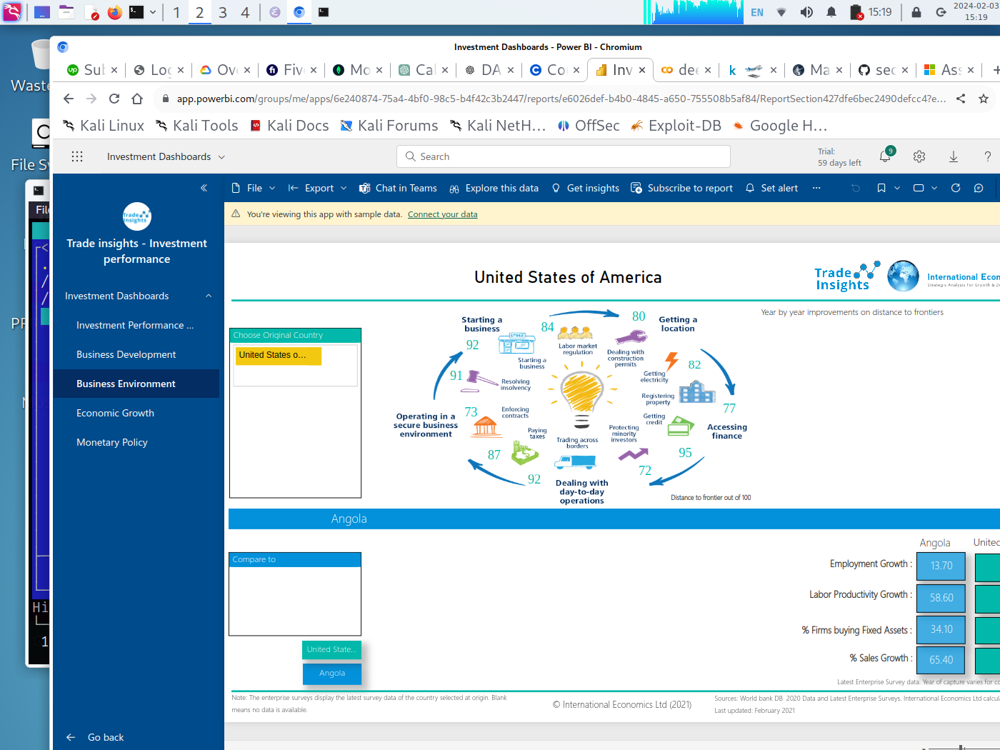 1 2 3 4
EN
15:19
2024-02-03
15:19
Waste
File Sy
File
Hi
1
Investment Dashboards - Power BI - Chromium
Sub
Log
Ove
Five
Mo
Cal
DA
Cor
Inv
dee
Ma
sec
Ass
app.powerbi.com/groups/me/apps/6e240874-75a4-4bf0-98c5-b4f42c3b2447/reports/e6026def-b4b0-4845-a650-755508b5af84/ReportSection427dfe6bec2490defcc4?e...
Kali Linux
Kali Tools
Kali Docs
Kali Forums
Kali NetH...
OffSec
Exploit-DB
Google H...
Investment Dashboards
Search
Trial:
59 days left
9
?
File
Export
Chat in Teams
Explore this data
Get insights
Subscribe to report
Set alert
...
You're viewing this app with sample data. Connect your data
Trade Insights
Trade insights - Investment
performance
Investment Dashboards
Investment Performance ...
Business Development
Business Environment
Economic Growth
Monetary Policy
Go back
United States of America
Trade
Insights
International Econo
Strategic Analysis For Growth & De
Year by year improvements on distance to frontiers
Choose Original Country
United States o...
Starting a
business
92
84
80
Getting a
location
Labor market
regulation
STORE
Starting a
business
Dealing with
construction
permits
Getting
electricity
82
91
Resolving
insolvency
Registering
property
77
73
Enforcing
contracts
Getting
credit
Operating in a
secure business
environment
Accessing
finance
Paying
taxes
Protecting
minority
investors
Trading across
borders
87
95
92
72
Dealing with
day-to-day
operations
Distance to frontier out of 100
Angola
Compare to
United State...
Angola
Angola
United
Employment Growth :
13.70
Labor Productivity Growth :
58.60
% Firms buying Fixed Assets :
34.10
% Sales Growth :
65.40
Latest Enterprise Survey data. Year of capture varies for co
Note: The enterprise surveys display the latest survey data of the country selected at origin. Blank
means no data is available.
© International Economics Ltd (2021)
Sources: World bank DB 2020 Data and Latest Enterprise Surveys. International Economics Ltd calcula
Last updated: February 2021